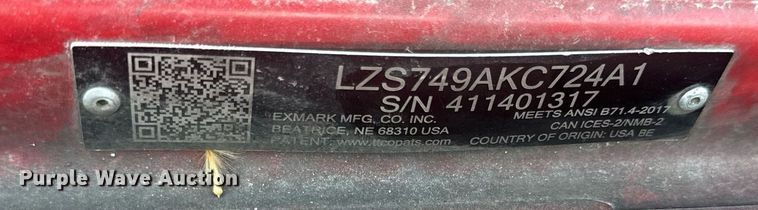 LZS749AKC724A1
S/N 411401317
EXMARK MFG, CO. INC.
BEATRICE, NE 68310 USA
PATENT: www.ttcopats.com
MEETS ANSI B71.4-2017
CAN ICES-2/NMB-2
COUNTRY OF ORIGIN: USA BE
Purple Wave Auction